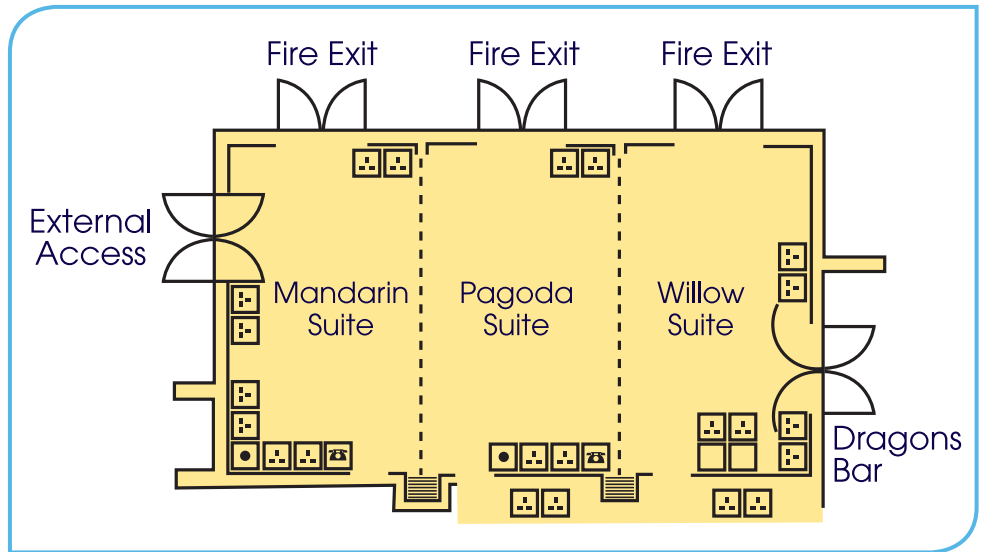 Fire Exit
Fire Exit
Fire Exit
External
Access
Mandarin
Suite
Pagoda
Suite
Willow
Suite
Dragons
Bar